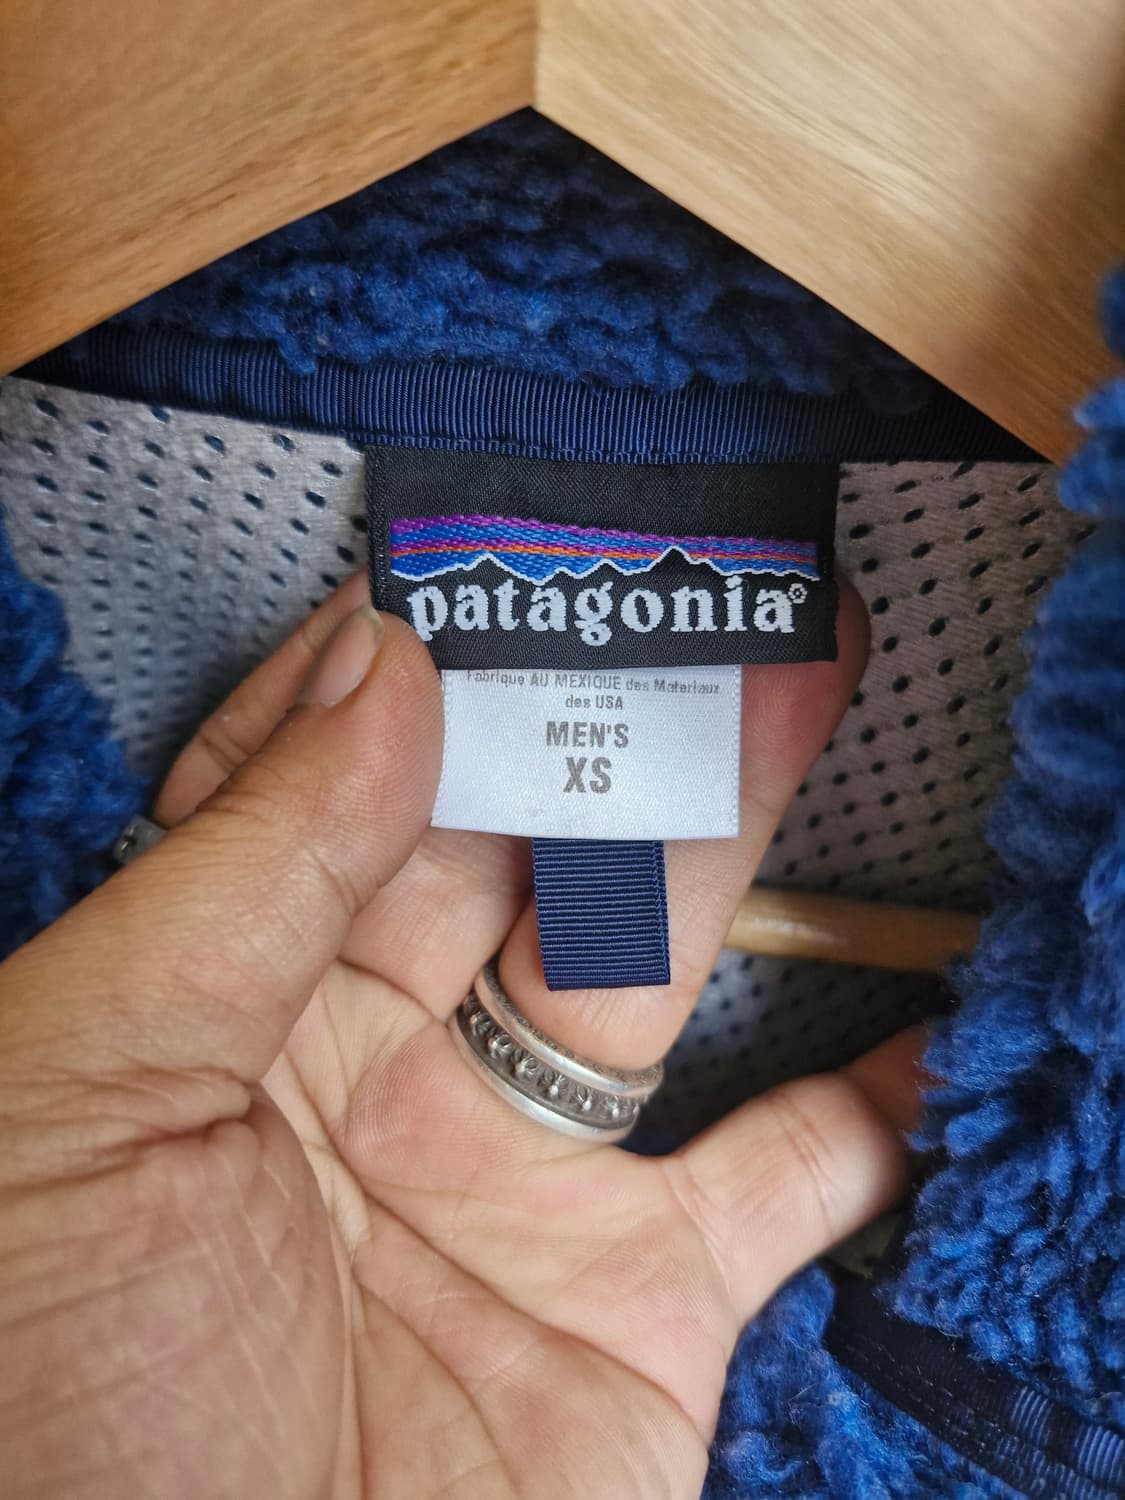 patagonia®
Fabrique AU MEXIQUE des Materiaux
des USA
MEN'S
XS